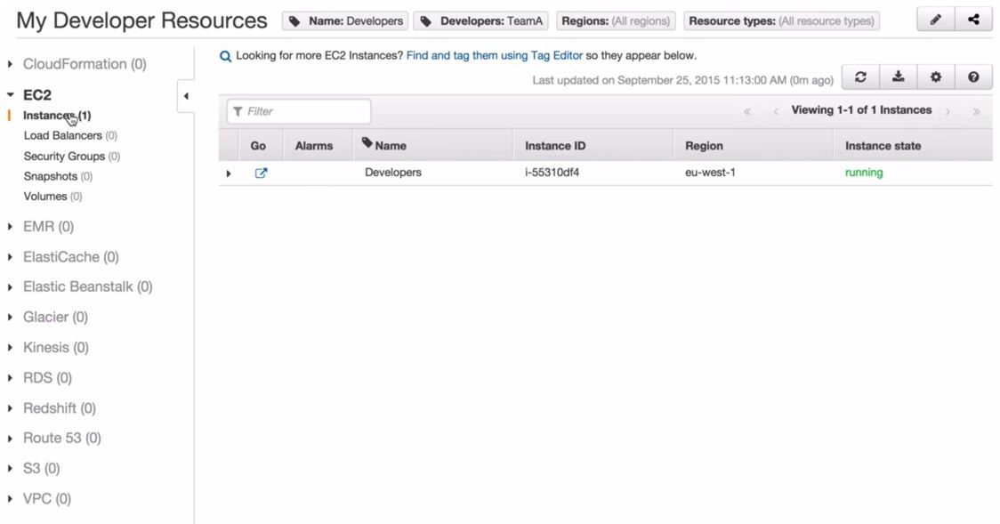 My Developer Resources
Name: Developers
Developers: TeamA
Regions: (All regions)
Resource types: (All resource types)
CloudFormation (0)
EC2
Instances (1)
Load Balancers (0)
Security Groups (0)
Snapshots (0)
Volumes (0)
EMR (0)
ElastiCache (0)
Elastic Beanstalk (0)
Glacier (0)
Kinesis (0)
RDS (0)
Redshift (0)
Route 53 (0)
S3 (0)
VPC (0)
Looking for more EC2 Instances? Find and tag them using Tag Editor so they appear below.
Last updated on September 25, 2015 11:13:00 AM (0m ago)
Filter
« ‹ Viewing 1-1 of 1 Instances › »
Go Alarms Name Instance ID Region Instance state
Developers i-55310df4 eu-west-1 running